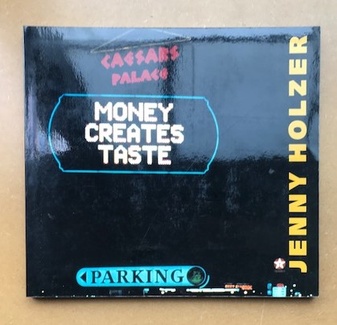 CAESARS
PALACE
MONEY
CREATES
TASTE
PARKING
JENNY HOLZER